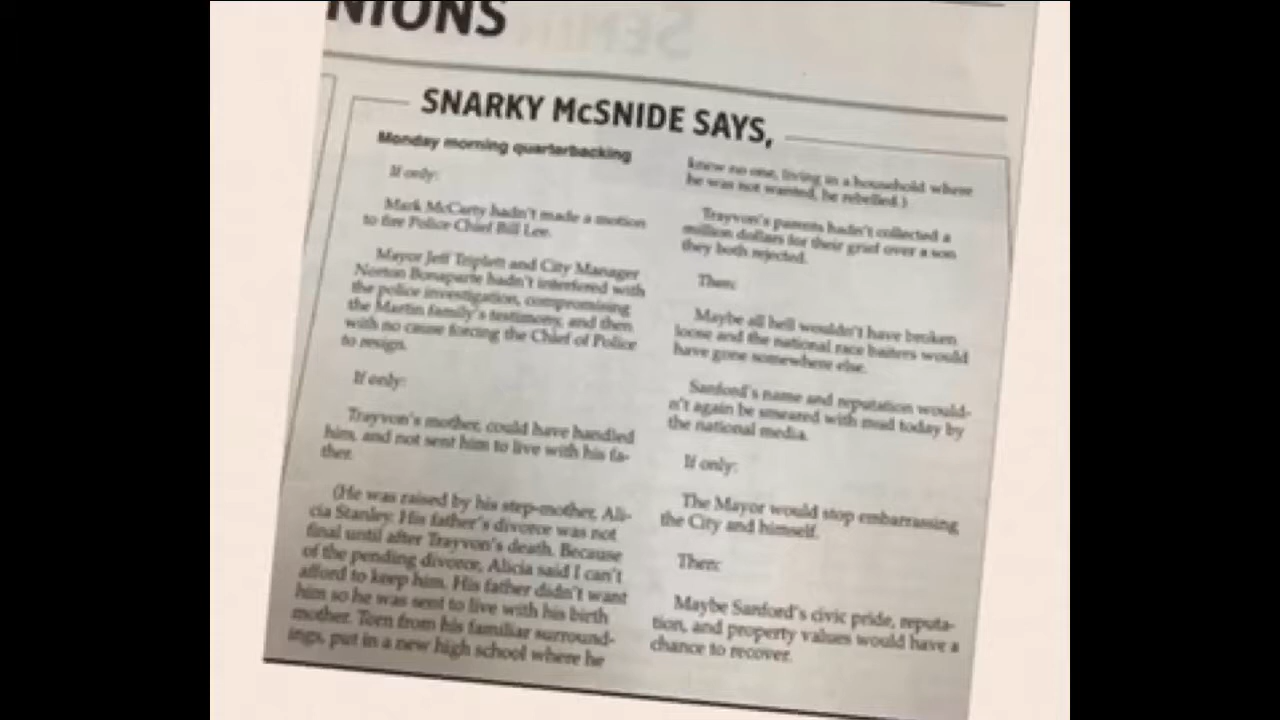 NIONS
SNARKY McSNIDE SAYS,
Monday morning quarterbacking
If only:
Mark McCarty hadn't made a motion
to fire Police Chief Bill Lee.
Mayor Jeff Triplett and City Manager
Norton Bonaparte hadn't interfered with
the police investigation, compromising
the Martin family's testimony, and then
with no cause forcing the Chief of Police
to resign.
If only:
Trayvon's mother, could have handled
him, and not sent him to live with his fa-
ther.
(He was raised by his step-mother, Ali-
cia Stanley. His father's divorce was not
final until after Trayvon's death. Because
of the pending divorce, Alicia said I can't
afford to keep him. His father didn't want
him so he was sent to live with his birth
mother. Torn from his familiar surround-
ings, put in a new high school where he
knew no one, living in a household where
he was not wanted, he rebelled.)
Trayvon's parents hadn't collected a
million dollars for their grief over a son
they both rejected.
Then:
Maybe all hell wouldn't have broken
loose and the national race baiters would
have gone somewhere else.
Sanford's name and reputation would-
n't again be smeared with mud today by
the national media.
If only:
The Mayor would stop embarrassing
the City and himself.
Then:
Maybe Sanford's civic pride, reputa-
tion, and property values would have a
chance to recover.